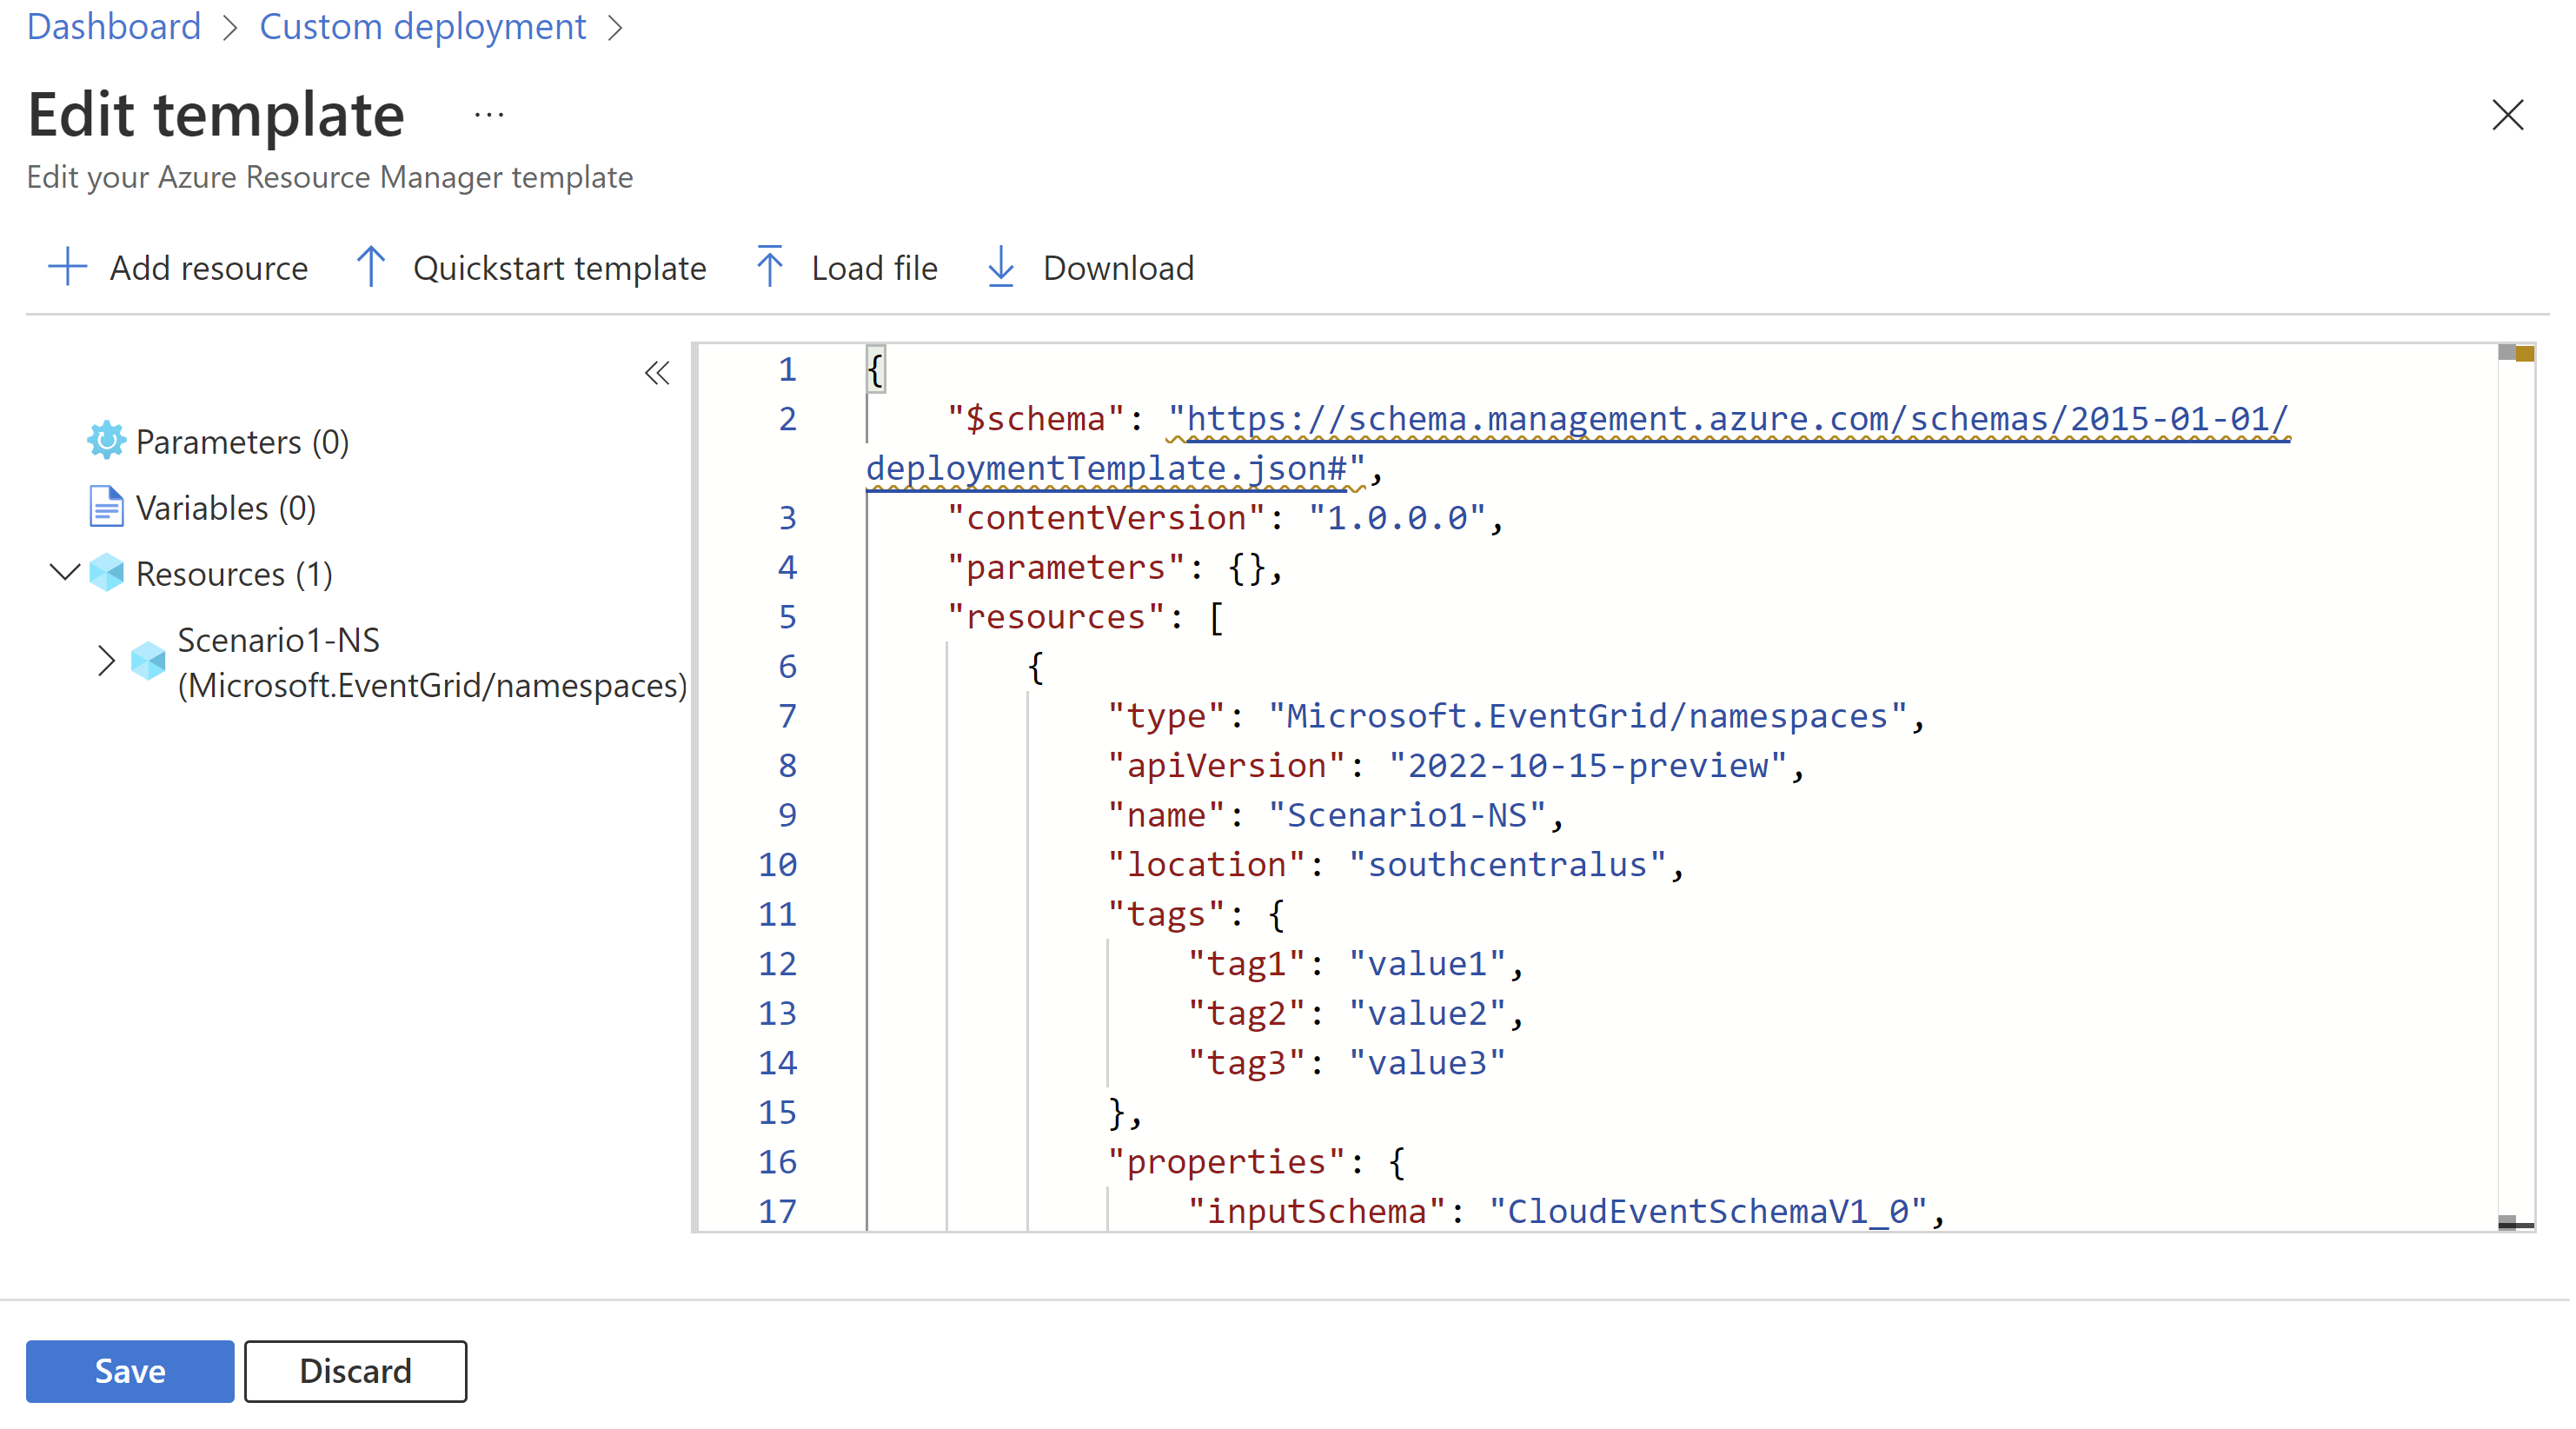 Dashboard > Custom deployment >
Edit template ...
Edit your Azure Resource Manager template
Add resource Quickstart template Load file Download
Parameters (0)
Variables (0)
Resources (1)
Scenario1-NS
(Microsoft.EventGrid/namespaces)
1 {
2 "$schema": "https://schema.management.azure.com/schemas/2015-01-01/
deploymentTemplate.json#",
3 "contentVersion": "1.0.0.0",
4 "parameters": {},
5 "resources": [
6 {
7 "type": "Microsoft.EventGrid/namespaces",
8 "apiVersion": "2022-10-15-preview",
9 "name": "Scenario1-NS",
10 "location": "southcentralus",
11 "tags": {
12 "tag1": "value1",
13 "tag2": "value2",
14 "tag3": "value3"
15 },
16 "properties": {
17 "inputSchema": "CloudEventSchemaV1_0",
Save Discard